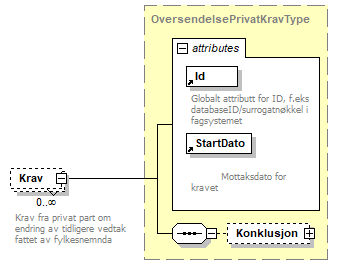 OversendelsePrivatKravType
attributes
Id
Globalt attributt for ID, f.eks
databaseID/surrogatnøkkel i
fagsystemet
StartDato
Mottaksdato for
kravet
Krav
0..∞
Krav fra privat part om
endring av tidligere vedtak
fattet av fylkesnemnda
Konklusjon